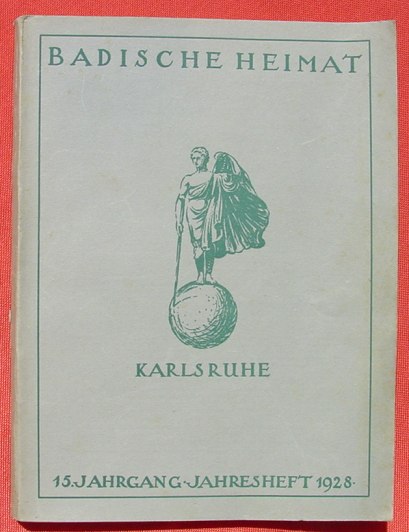 BADISCHE HEIMAT
KARLSRUHE
15. JAHRGANG · JAHRESHEFT 1928 ·